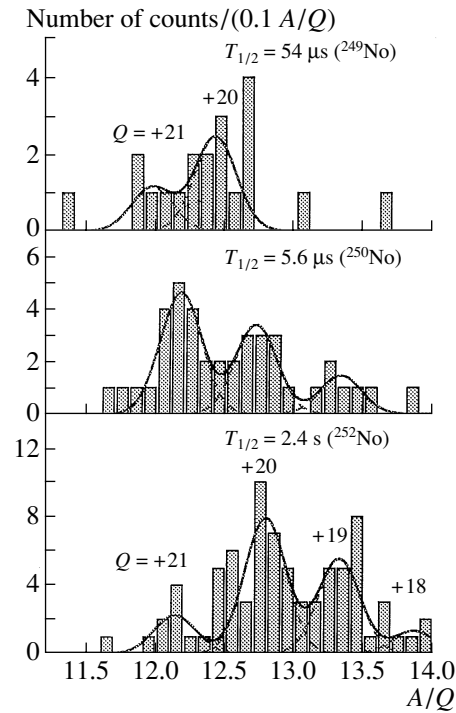 Number of counts/(0.1 A/Q)
T1/2 = 54 μs (249No)
4
+20
Q = +21
2
0
6
T1/2 = 5.6 μs (250No)
4
2
0
12
T1/2 = 2.4 s (252No)
+20
8
+19
Q = +21
+18
4
0
11.5 12.0 12.5 13.0 13.5 14.0
A/Q